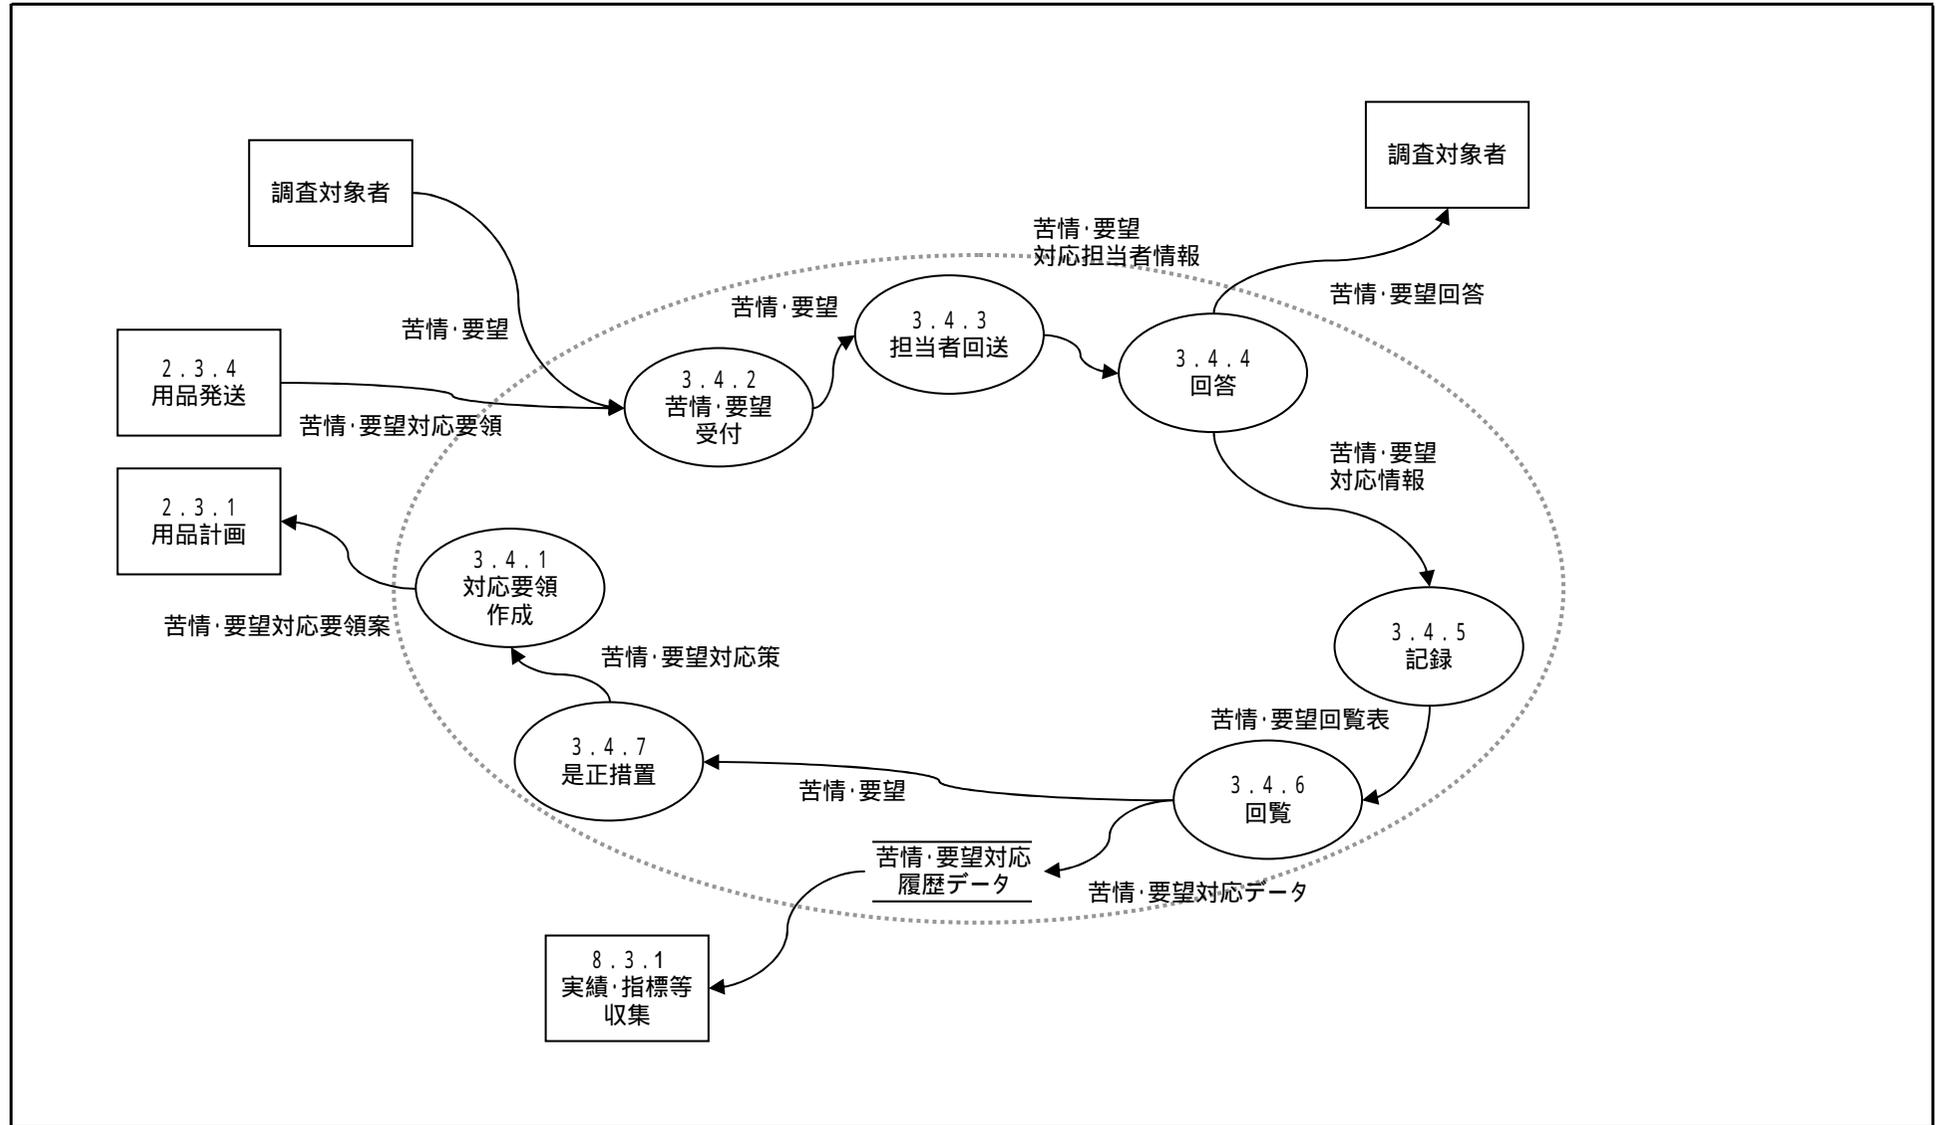 調査対象者
調査対象者
苦情･要望
対応担当者情報
苦情･要望回答
苦情･要望
苦情･要望
3.4.3
担当者回送
3.4.4
回答
2.3.4
用品発送
苦情･要望対応要領
3.4.2
苦情･要望
受付
苦情･要望
対応情報
2.3.1
用品計画
3.4.1
対応要領
作成
苦情･要望対応要領案
苦情･要望対応策
3.4.5
記録
苦情･要望回覧表
3.4.7
是正措置
苦情･要望
3.4.6
回覧
苦情･要望対応
履歴データ
苦情･要望対応データ
8.3.1
実績･指標等
収集